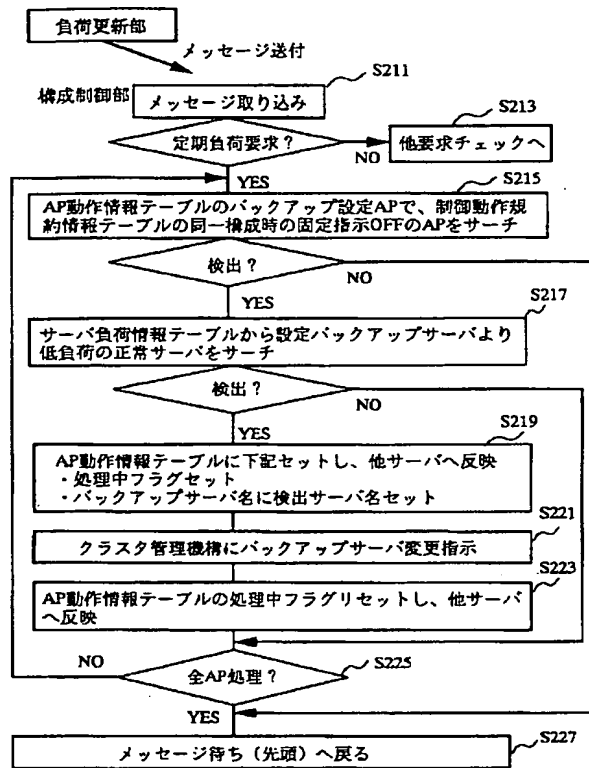 負荷更新部
メッセージ送付
構成制御部
S211
メッセージ取り込み
定期負荷要求?
NO
S213
他要求チェックへ
YES
S215
AP動作情報テーブルのバックアップ設定APで、制御動作規
約情報テーブルの同一構成時の固定指示OFFのAPをサーチ
検出?
NO
YES
S217
サーバ負荷情報テーブルから設定バックアップサーバより
低負荷の正常サーバをサーチ
検出?
NO
YES
S219
AP動作情報テーブルに下記セットし、他サーバへ反映
・処理中フラグセット
・バックアップサーバ名に検出サーバ名セット
S221
クラスタ管理機構にバックアップサーバ変更指示
S223
AP動作情報テーブルの処理中フラグリセットし、他サーバ
へ反映
NO
全AP処理?
S225
YES
S227
メッセージ待ち(先頭)へ戻る